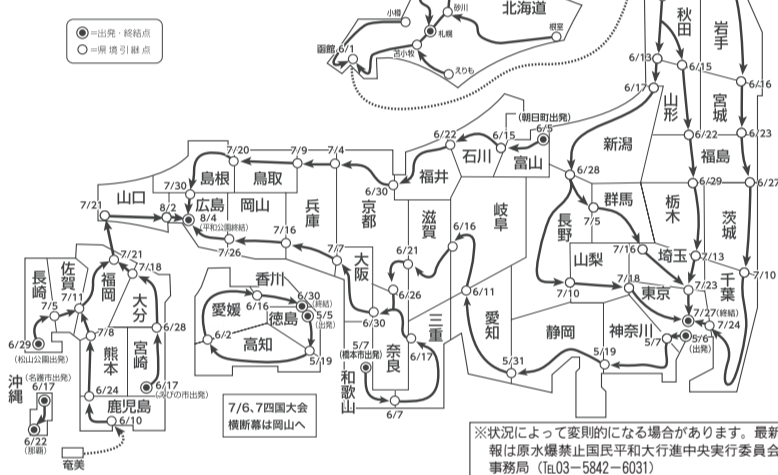 ◉=出発・終結点
○=県境引継点
北海道
小樽
砂川
札幌
根室
函館 6/1
苫小牧
えりも
秋田
岩手
6/13
6/15
6/16
6/17
山形
宮城
6/22
6/23
福島
6/29
6/27
新潟
6/28
(朝日町出発)
6/5
富山
6/15
石川
6/22
福井
6/30
群馬
7/5
栃木
茨城
長野
7/16
埼玉
7/13
7/10
山梨
7/10
7/18
東京
7/23
千葉
7/27(終結)
7/24
5/6
(出発)
5/7
神奈川
5/19
静岡
5/31
愛知
岐阜
6/11
6/16
滋賀
6/21
6/26
三重
6/17
奈良
6/7
5/7
(橋本市出発)
和歌山
6/30
大阪
7/7
京都
7/4
兵庫
7/9
7/16
鳥取
7/20
岡山
7/26
島根
7/30
広島
8/2
8/4
(平和公園終結)
山口
7/21
7/21
7/18
福岡
佐賀
長崎
7/5
7/11
6/29
(松山公園出発)
大分
6/28
7/8
熊本
宮崎
6/17
(えびの市出発)
6/24
鹿児島
6/10
奄美
沖縄
(名護市出発)
6/17
6/22
(那覇)
香川
愛媛
6/16
6/30
(終結)
5/5
(出発)
徳島
6/2
高知
5/19
7/6、7四国大会
横断幕は岡山へ
※状況によって変則的になる場合があります。最新
報は原水爆禁止国民平和大行進中央実行委員会
事務局（℡03−5842−6031）